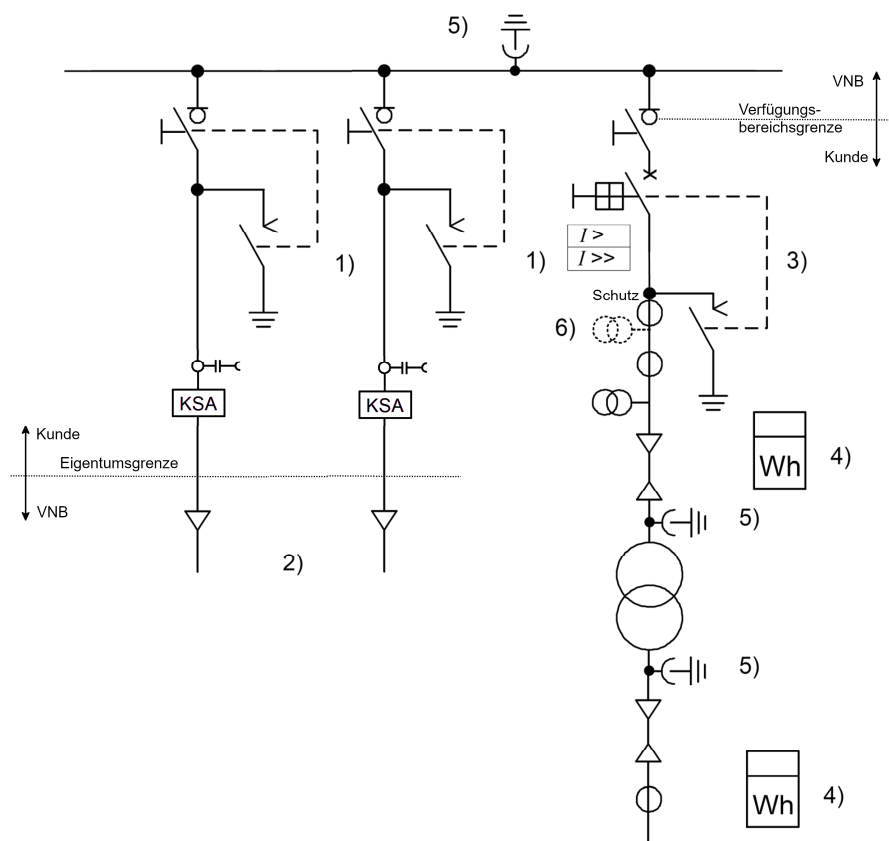 5)
VNB
Verfügungs-
bereichsgrenze
Kunde
1)
1)
I >
I >>
3)
Schutz
6)
KSA
KSA
Kunde
Eigentumsgrenze
VNB
Wh
4)
5)
2)
5)
Wh
4)